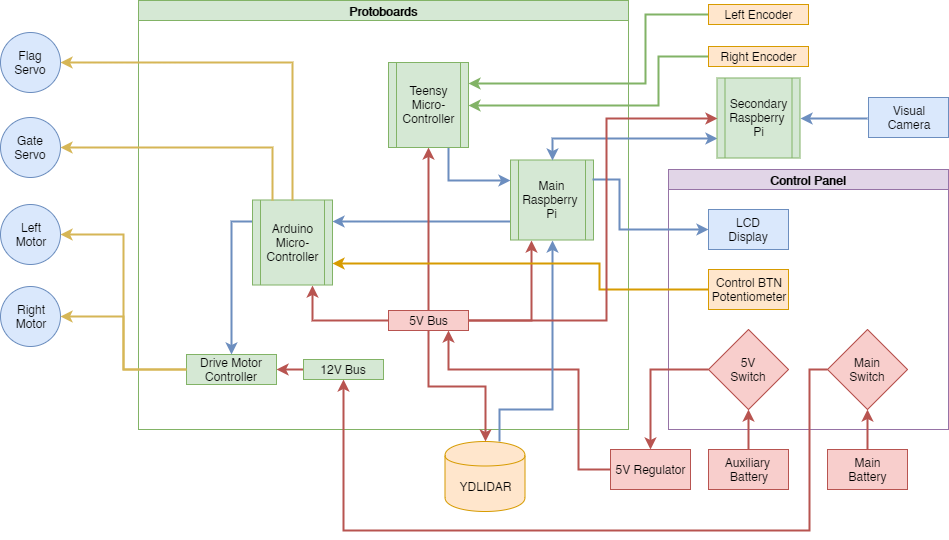 Protoboards
Left Encoder
Right Encoder
Flag
Servo
Teensy
Micro-
Controller
Secondary
Raspberry
Pi
Visual
Camera
Gate
Servo
Main
Raspberry
Pi
Control Panel
Left
Motor
Arduino
Micro-
Controller
LCD
Display
Control BTN
Potentiometer
Right
Motor
5V Bus
Drive Motor
Controller
12V Bus
5V
Switch
Main
Switch
YDLIDAR
5V Regulator
Auxiliary
Battery
Main
Battery